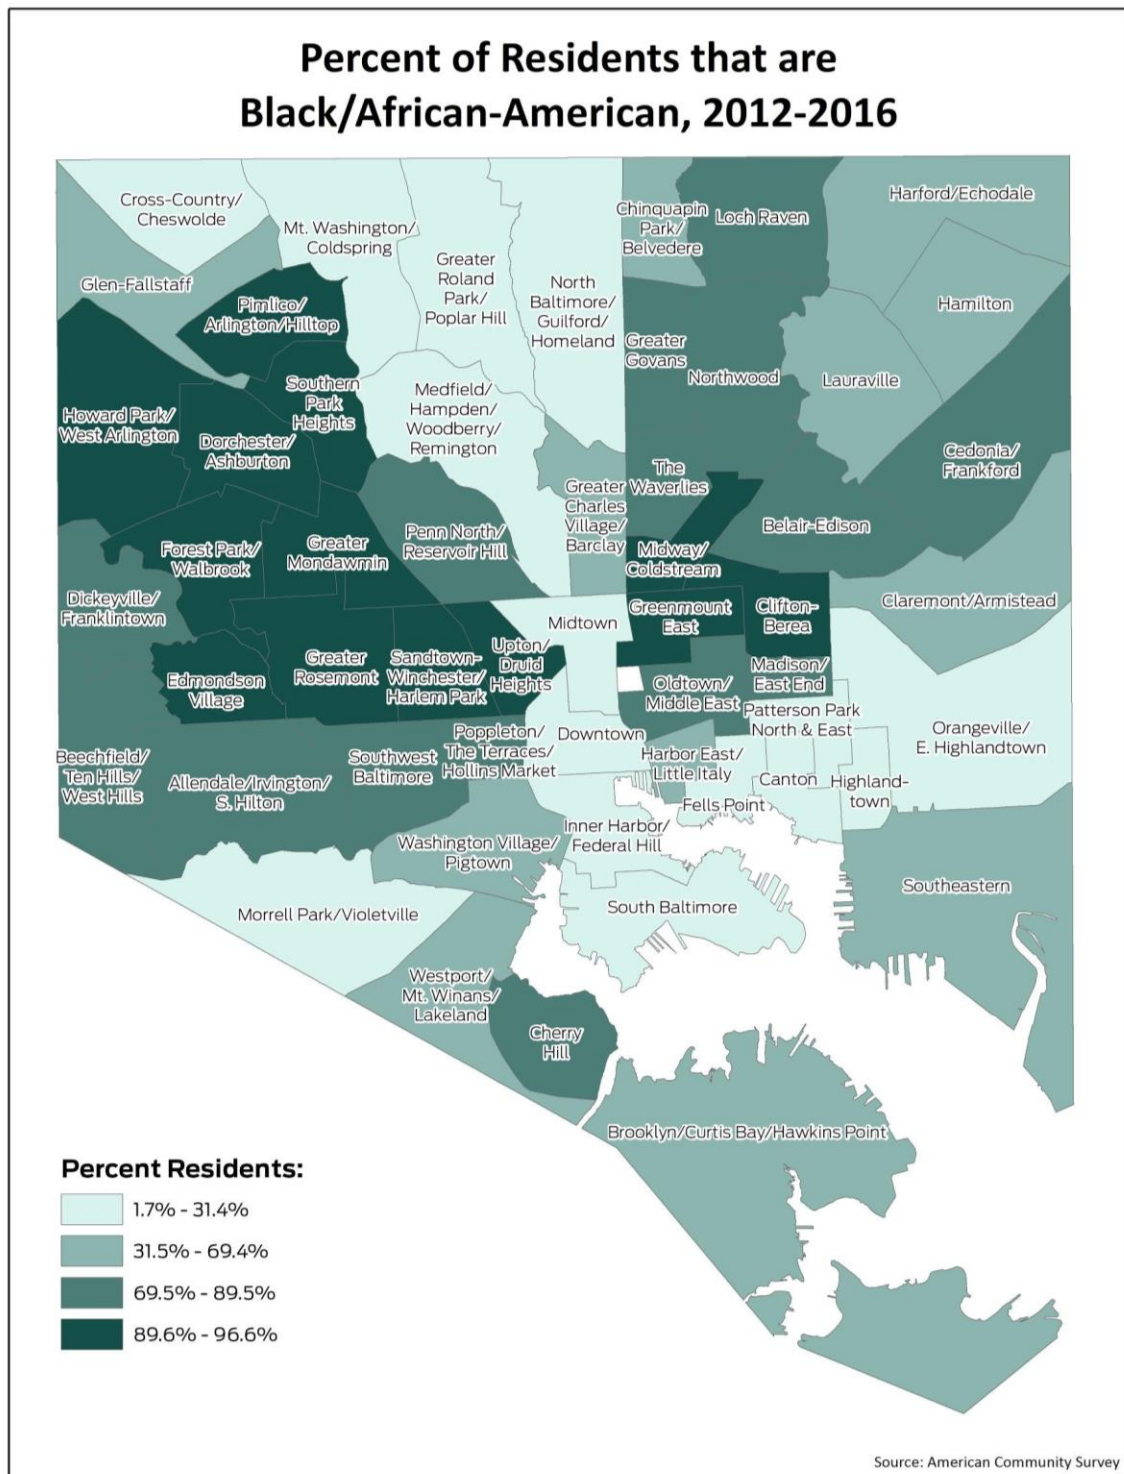 Percent of Residents that are
Black/African-American, 2012-2016
Cross-Country/
Cheswolde
Mt. Washington/
Coldspring
Greater
Roland
Park/
Poplar Hill
North
Baltimore/
Guilford/
Homeland
Chinquapin
Park/
Belvedere
Loch Raven
Harford/Echodale
Glen-Fallstaff
Pimlico/
Arlington/Hilltop
Hamilton
Greater
Govans
Northwood
Lauraville
Howard Park/
West Arlington
Dorchester/
Ashburton
Southern
Park
Heights
Medfield/
Hampden/
Woodberry/
Remington
Cedonia/
Frankford
The
Waverlies
Greater
Charles
Village/
Barclay
Belair-Edison
Penn North/
Reservoir Hill
Forest Park/
Walbrook
Greater
Mondawmin
Midway/
Coldstream
Dickeyville/
Franklintown
Midtown
Greenmount
East
Clifton-
Berea
Claremont/Armistead
Edmondson
Village
Greater
Rosemont
Sandtown-
Winchester/
Harlem Park
Upton/
Druid
Heights
Oldtown/
Middle East
Madison/
East End
Patterson Park
North & East
Orangeville/
E. Highlandtown
Beechfield/
Ten Hills/
West Hills
Allendale/Irvington/
S. Hilton
Southwest
Baltimore
Poppleton/
The Terraces/
Hollins Market
Downtown
Harbor East/
Little Italy
Canton
Highland-
town
Fells Point
Washington Village/
Pigtown
Inner Harbor/
Federal Hill
Southeastern
Morrell Park/Violetville
South Baltimore
Westport/
Mt. Winans/
Lakeland
Cherry
Hill
Brooklyn/Curtis Bay/Hawkins Point
Percent Residents:
1.7% - 31.4%
31.5% - 69.4%
69.5% - 89.5%
89.6% - 96.6%
Source: American Community Survey